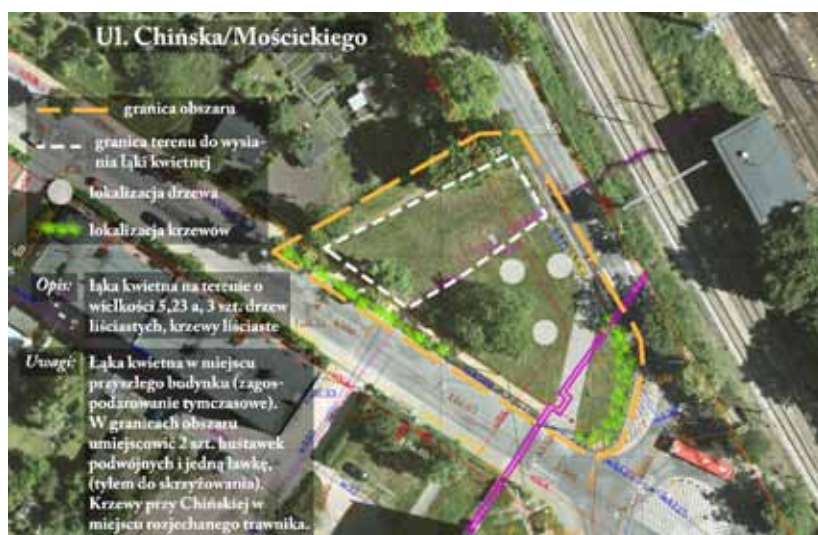 Ul. Chińska/Mościckiego
granica obszaru
granica terenu do wysia-
nia łąki kwietnej
lokalizacja drzewa
lokalizacja krzewów
Opis: łąka kwietna na terenie o
wielkości 5,23 a, 3 szt. drzew
liściastych, krzewy liściaste
Uwagi: Łąka kwietna w miejscu
przyszłego budynku (zagos-
podarowanie tymczasowe).
W granicach obszaru
umiejscowić 2 szt. hustawek
podwójnych i jedną ławkę,
(tyłem do skrzyżowania).
Krzewy przy Chińskiej w
miejscu rozjechanego trawnika.